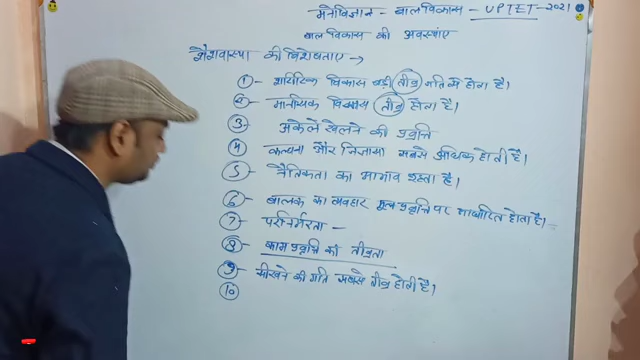 मनोविज्ञान - बालविकास - UPTET-2021
बाल विकास की अवस्थाएं
शैशवास्था की विशेषताए →
① - शारीरिक विकास बड़ी तीव्र गति से होता है।
② - मानसिक विकास तीव्र होता है।
③ अकेले खेलने की प्रवृत्ति
④ कल्पना और जिज्ञासा सबसे अधिक होती है।
⑤ - नैतिकता का अभाव रहता है।
⑥ - बालक का व्यवहार मूल प्रवृत्ति पर आधारित होता है।
⑦ - परनिर्भरता -
⑧ - काम प्रवृत्ति की तीव्रता
⑨ - सीखने की गति सबसे तीव्र होती है।
⑩